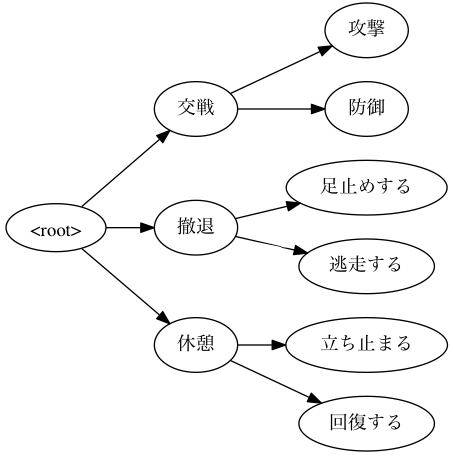 攻撃
交戦
防御
足止めする
<root>
撤退
逃走する
休憩
立ち止まる
回復する